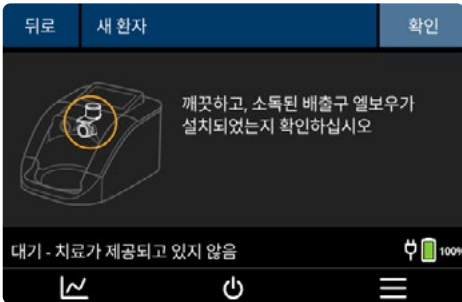 뒤로
새 환자
확인
깨끗하고, 소독된 배출구 엘보우가
설치되었는지 확인하십시오
대기 - 치료가 제공되고 있지 않음
100%